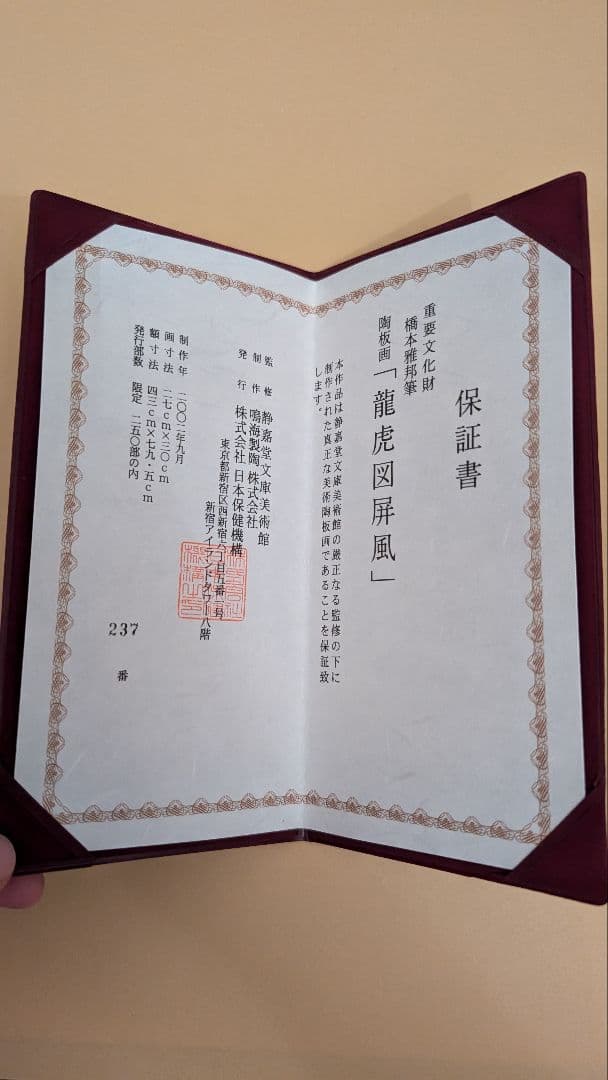 保証書
重要文化財
橋本雅邦筆
陶板画「龍虎図屏風」
本作品は静嘉堂文庫美術館の厳正なる監修の下に
制作された真正な美術陶板画であることを保証致
します。
監修 静嘉堂文庫美術館
制作 鳴海製陶株式会社
発行 株式会社 日本保健機構
東京都新宿区西新宿六丁目五番一号
新宿アイランドタワー八階
制作年 二〇〇二年九月
画寸法 二七cm×三〇cm
額寸法 四三cm×七九・五cm
発行部数 限定 二五〇部の内
237 番